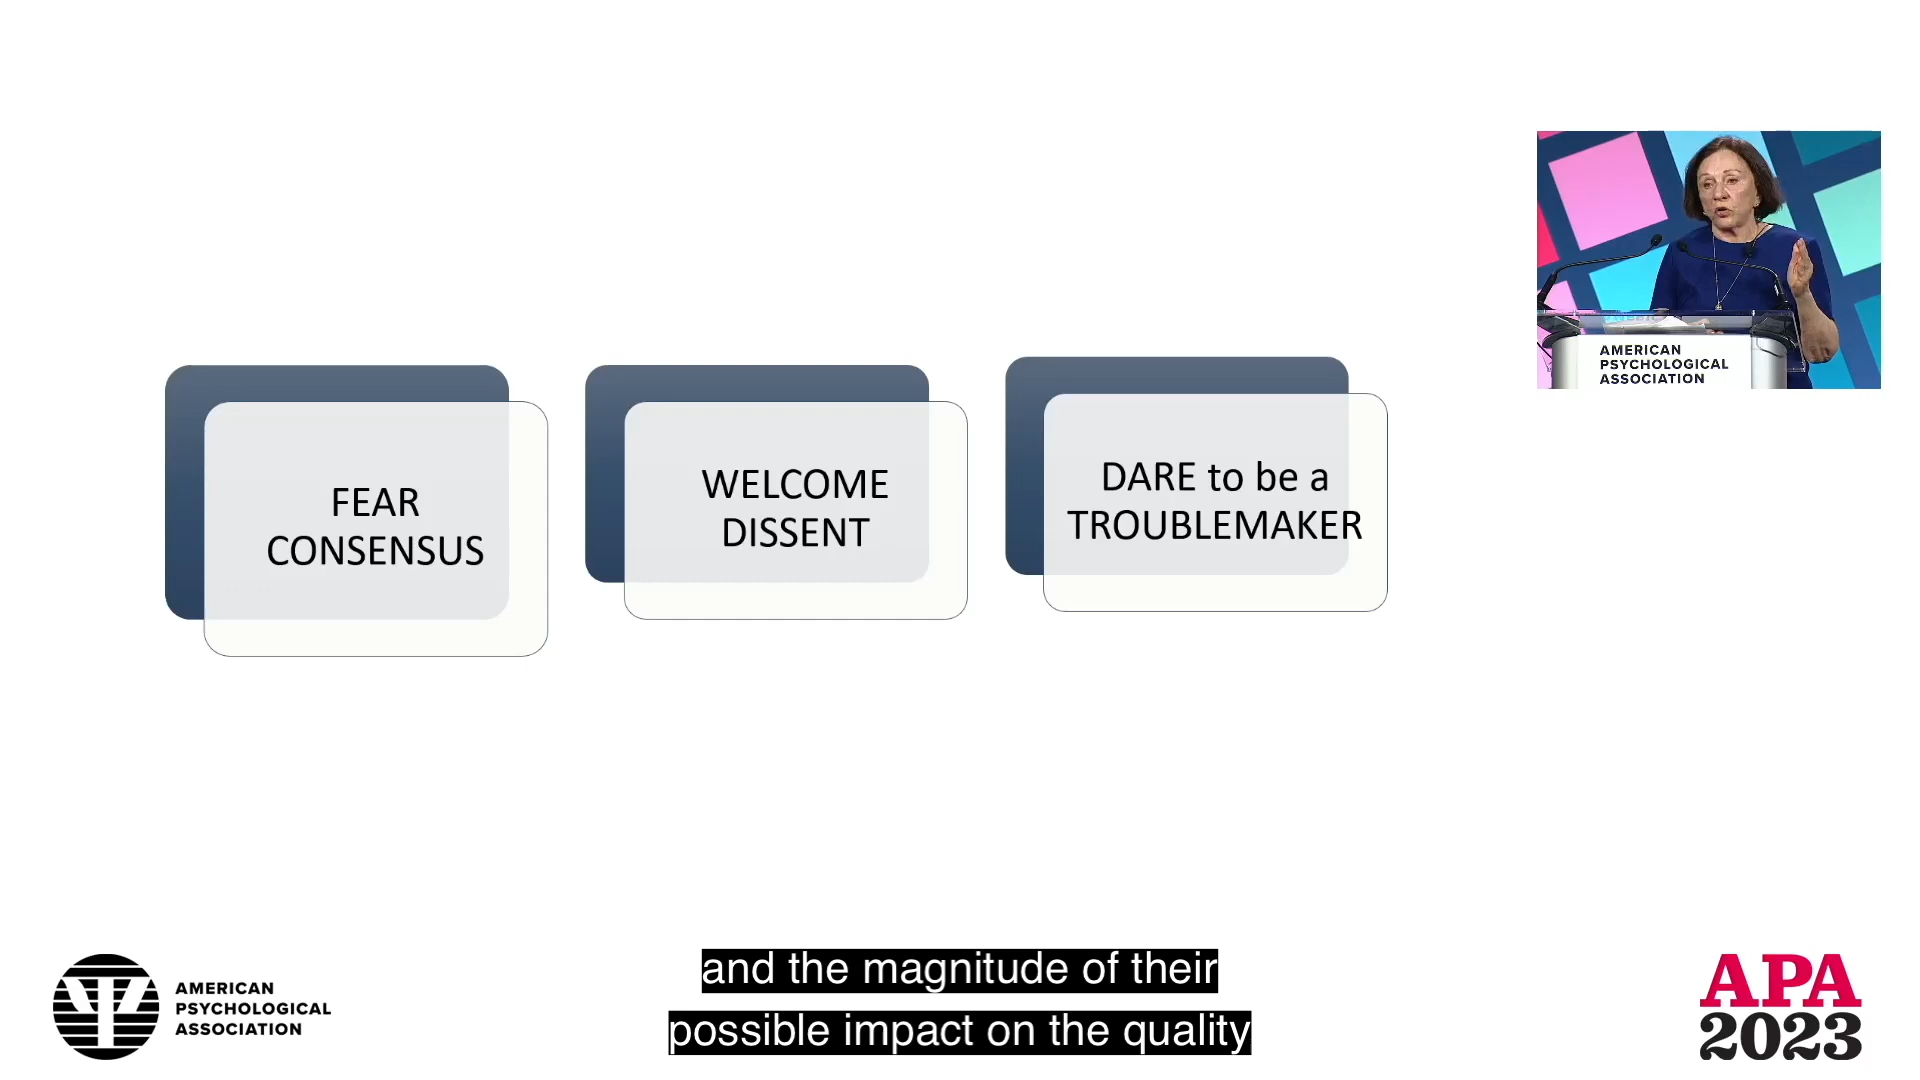 FEAR
CONSENSUS
WELCOME
DISSENT
DARE to be a
TROUBLEMAKER
AMERICAN
PSYCHOLOGICAL
ASSOCIATION
and the magnitude of their
possible impact on the quality
AMERICAN
PSYCHOLOGICAL
ASSOCIATION
APA
2023